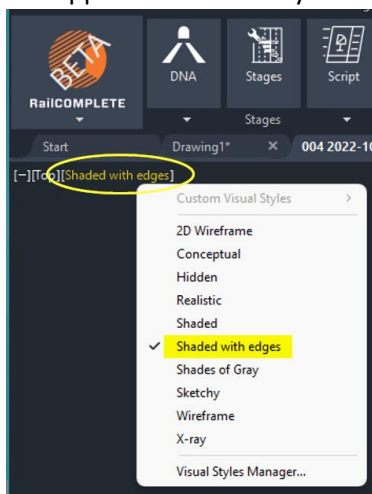 BETA
RailCOMPLETE
DNA
Stages
Script
Stages
Start
Drawing1*
×
004 2022-10
[−][Top][Shaded with edges]
Custom Visual Styles >
2D Wireframe
Conceptual
Hidden
Realistic
Shaded
✓ Shaded with edges
Shades of Gray
Sketchy
Wireframe
X-ray
Visual Styles Manager...